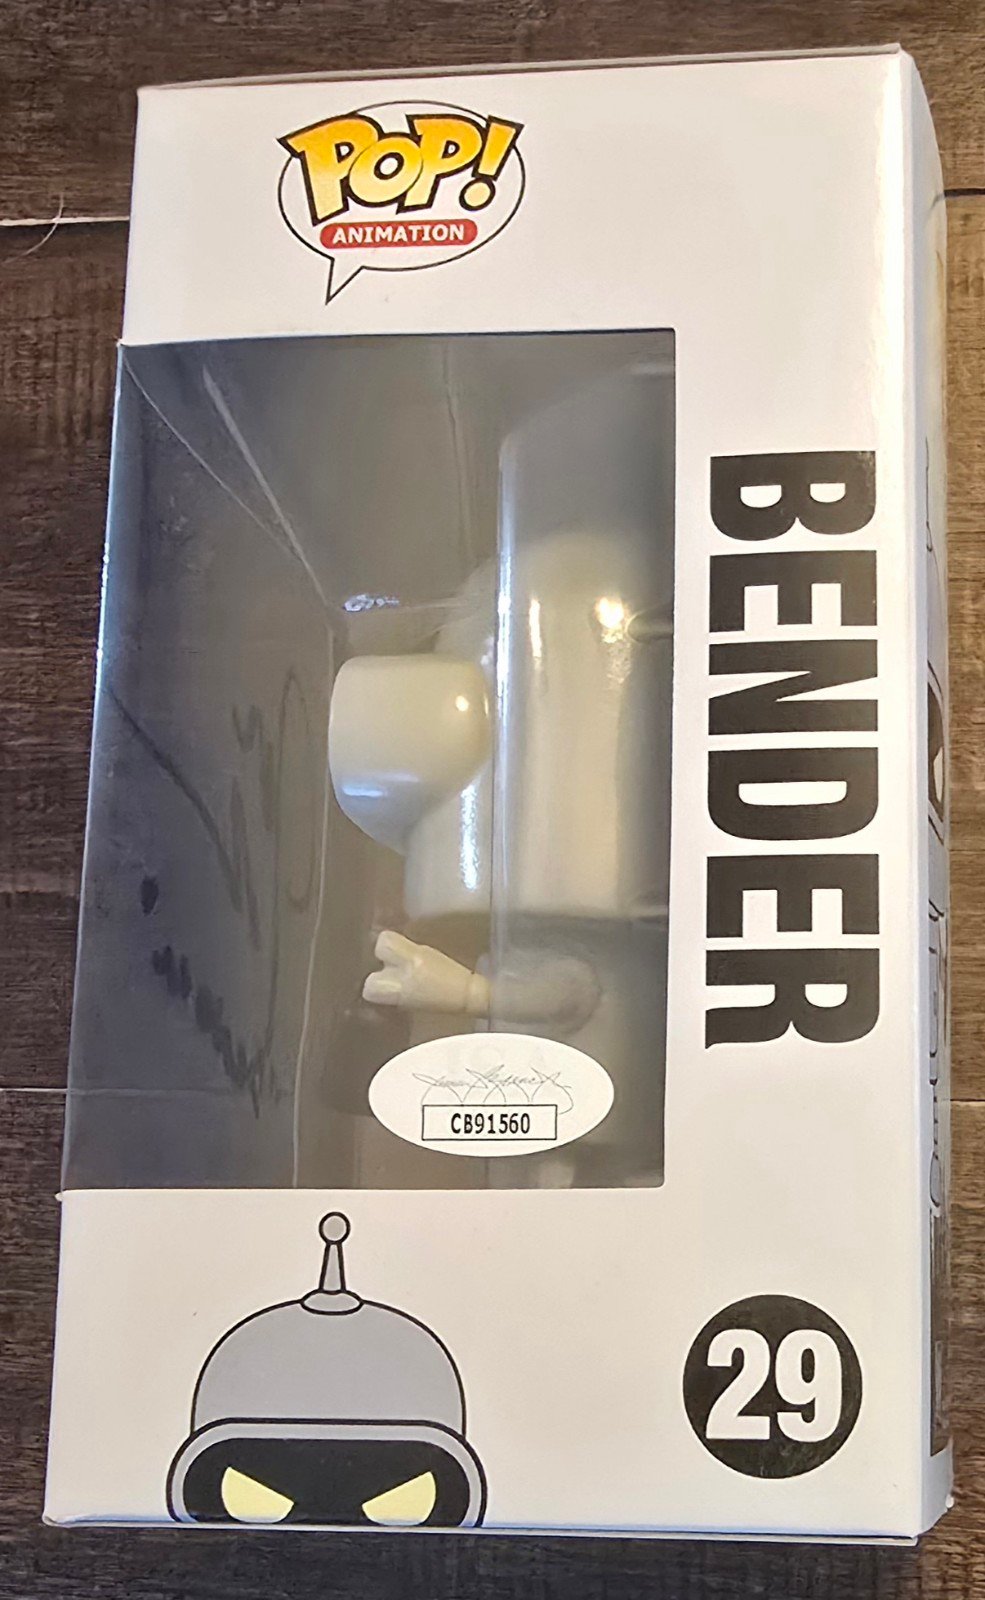 POP!
ANIMATION
BENDER
CB91560
29